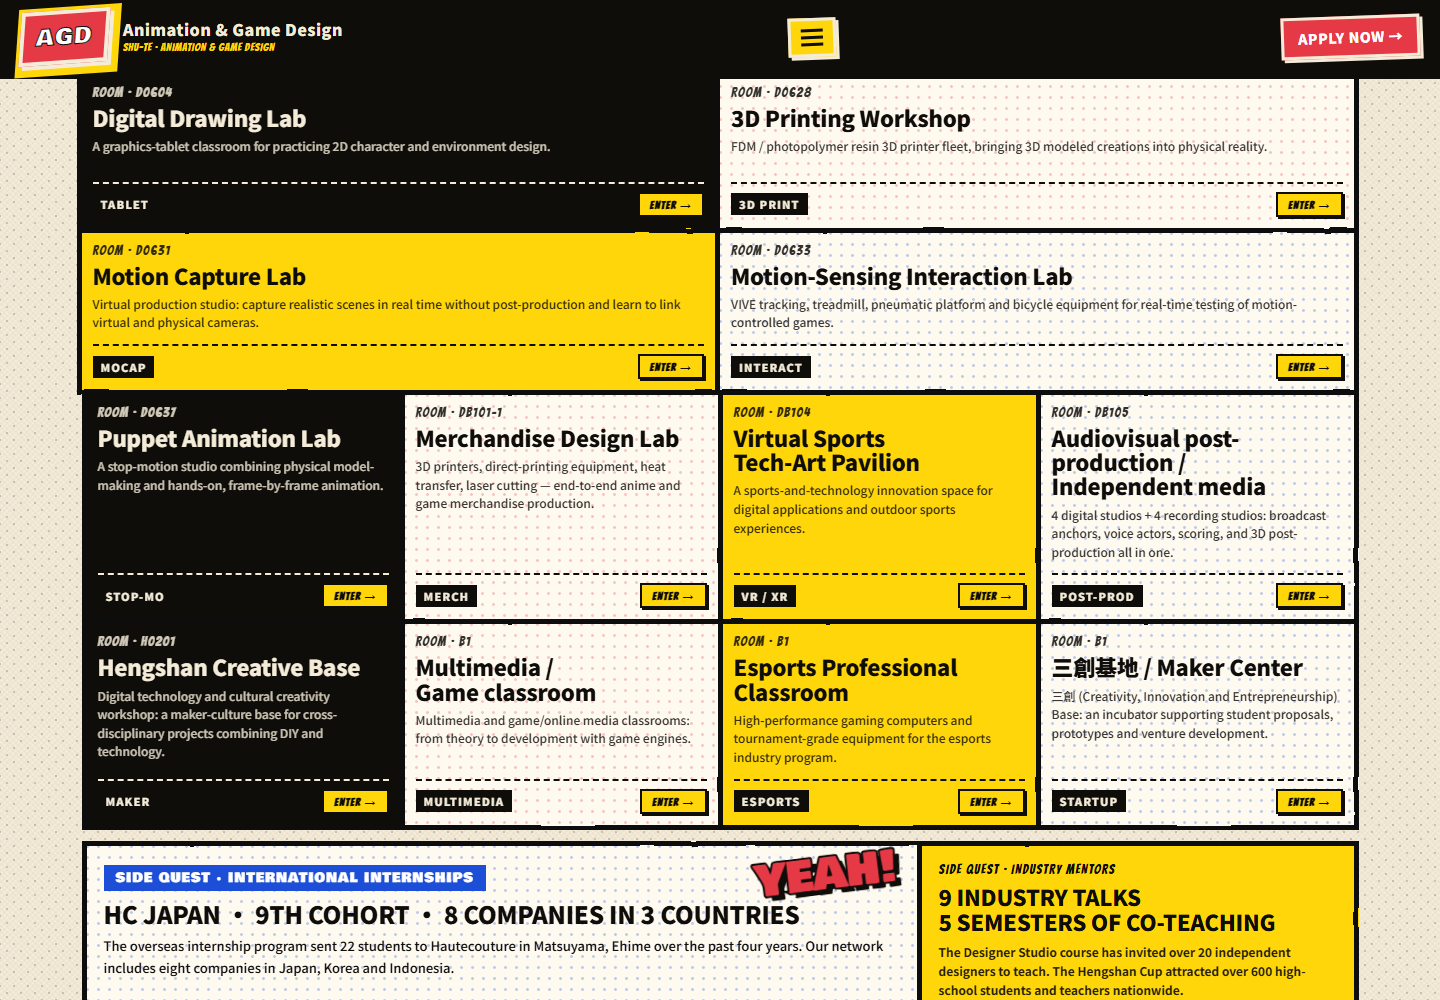 AGD
Animation & Game Design
SHU-TE · ANIMATION & GAME DESIGN
APPLY NOW →
ROOM · D0604
Digital Drawing Lab
A graphics-tablet classroom for practicing 2D character and environment design.
TABLET
ENTER →
ROOM · D0628
3D Printing Workshop
FDM / photopolymer resin 3D printer fleet, bringing 3D modeled creations into physical reality.
3D PRINT
ENTER →
ROOM · D0631
Motion Capture Lab
Virtual production studio: capture realistic scenes in real time without post-production and learn to link
virtual and physical cameras.
MOCAP
ENTER →
ROOM · D0633
Motion-Sensing Interaction Lab
VIVE tracking, treadmill, pneumatic platform and bicycle equipment for real-time testing of motion-
controlled games.
INTERACT
ENTER →
ROOM · D0637
Puppet Animation Lab
A stop-motion studio combining physical model-
making and hands-on, frame-by-frame animation.
STOP-MO
ENTER →
ROOM · DB101-1
Merchandise Design Lab
3D printers, direct-printing equipment, heat
transfer, laser cutting — end-to-end anime and
game merchandise production.
MERCH
ENTER →
ROOM · DB104
Virtual Sports
Tech-Art Pavilion
A sports-and-technology innovation space for
digital applications and outdoor sports
experiences.
VR / XR
ENTER →
ROOM · DB105
Audiovisual post-
production /
Independent media
4 digital studios + 4 recording studios: broadcast
anchors, voice actors, scoring, and 3D post-
production all in one.
POST-PROD
ENTER →
ROOM · H0201
Hengshan Creative Base
Digital technology and cultural creativity
workshop: a maker-culture base for cross-
disciplinary projects combining DIY and
technology.
MAKER
ENTER →
ROOM · B1
Multimedia /
Game classroom
Multimedia and game/online media classrooms:
from theory to development with game engines.
MULTIMEDIA
ENTER →
ROOM · B1
Esports Professional
Classroom
High-performance gaming computers and
tournament-grade equipment for the esports
industry program.
ESPORTS
ENTER →
ROOM · B1
三創基地 / Maker Center
三創 (Creativity, Innovation and Entrepreneurship)
Base: an incubator supporting student proposals,
prototypes and venture development.
STARTUP
ENTER →
SIDE QUEST · INTERNATIONAL INTERNSHIPS
YEAH!
HC JAPAN • 9TH COHORT • 8 COMPANIES IN 3 COUNTRIES
The overseas internship program sent 22 students to Hautecouture in Matsuyama, Ehime over the past four years. Our network
includes eight companies in Japan, Korea and Indonesia.
SIDE QUEST · INDUSTRY MENTORS
9 INDUSTRY TALKS
5 SEMESTERS OF CO-TEACHING
The Designer Studio course has invited over 20 independent
designers to teach. The Hengshan Cup attracted over 600 high-
school students and teachers nationwide.